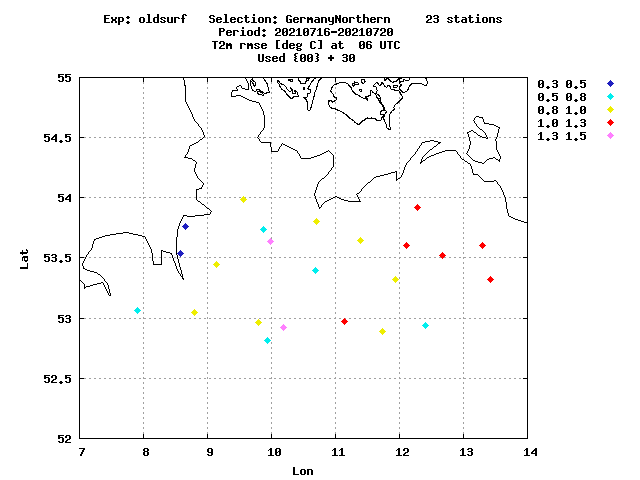 Exp: oldsurf Selection: GermanyNorthern 23 stations
Period: 20210716-20210720
T2m rmse [deg C] at 06 UTC
Used {00} + 30
0.3 0.5
0.5 0.8
0.8 1.0
1.0 1.3
1.3 1.5
55
54.5
54
53.5
53
52.5
52
Lat
7 8 9 10 11 12 13 14
Lon